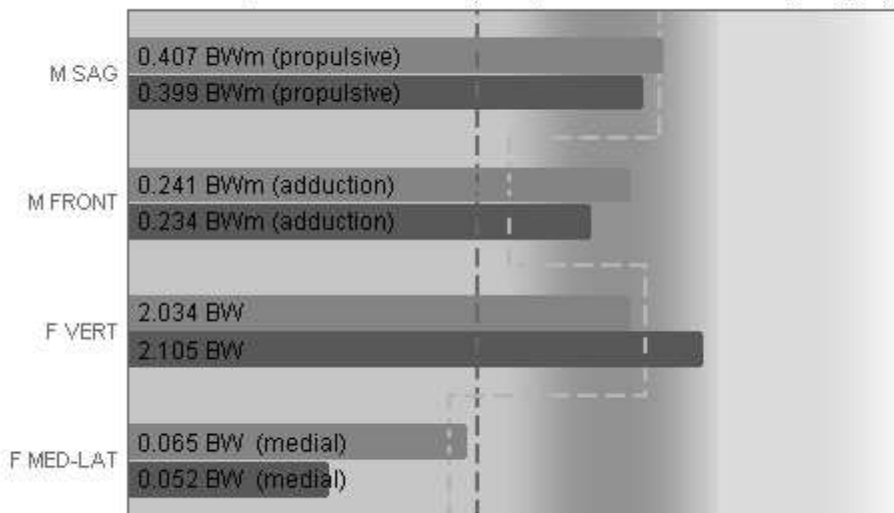 M SAG
0.407 BWm (propulsive)
0.399 BWm (propulsive)
M FRONT
0.241 BWm (adduction)
0.234 BWm (adduction)
F VERT
2.034 BW
2.105 BW
F MED-LAT
0.065 BW (medial)
0.052 BW (medial)